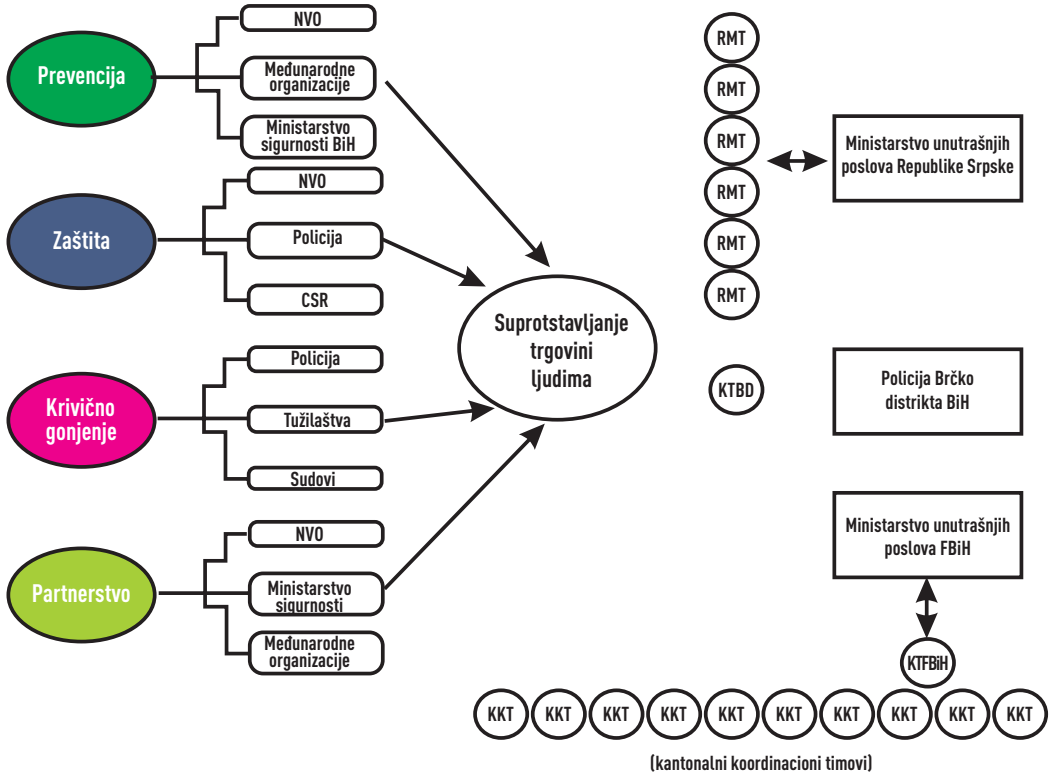 Prevencija
NVO
Međunarodne
organizacije
Ministarstvo
sigurnosti BiH
Zaštita
NVO
Policija
CSR
Krivično
gonjenje
Policija
Tužilaštva
Sudovi
Partnerstvo
NVO
Ministarstvo
sigurnosti
Međunarodne
organizacije
Suprotstavljanje
trgovini
ljudima
RMT
RMT
RMT
RMT
RMT
RMT
Ministarstvo unutrašnjih
poslova Republike Srpske
KTBD
Policija Brčko
distrikta BiH
Ministarstvo unutrašnjih
poslova FBiH
KTFBiH
KKT KKT KKT KKT KKT KKT KKT KKT KKT KKT
(kantonalni koordinacioni timovi)